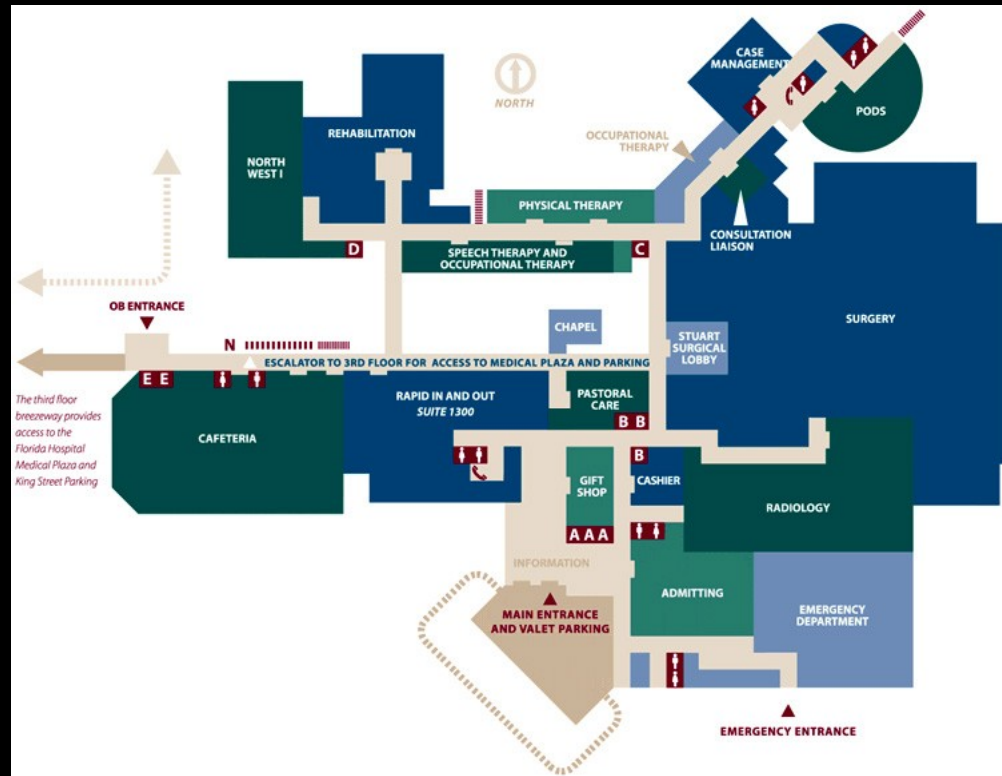 CASE
MANAGEMENT
NORTH
PODS
REHABILITATION
OCCUPATIONAL
THERAPY
NORTH
WEST I
PHYSICAL THERAPY
CONSULTATION
LIAISON
D
SPEECH THERAPY AND
OCCUPATIONAL THERAPY
C
OB ENTRANCE
CHAPEL
SURGERY
STUART
SURGICAL
LOBBY
N
ESCALATOR TO 3RD FLOOR FOR ACCESS TO MEDICAL PLAZA AND PARKING
E E
The third floor
breezeway provides
access to the
Florida Hospital
Medical Plaza and
King Street Parking
RAPID IN AND OUT
SUITE 1300
PASTORAL
CARE
B B
CAFETERIA
B
GIFT
SHOP
CASHIER
RADIOLOGY
A A A
INFORMATION
ADMITTING
MAIN ENTRANCE
AND VALET PARKING
EMERGENCY
DEPARTMENT
EMERGENCY ENTRANCE